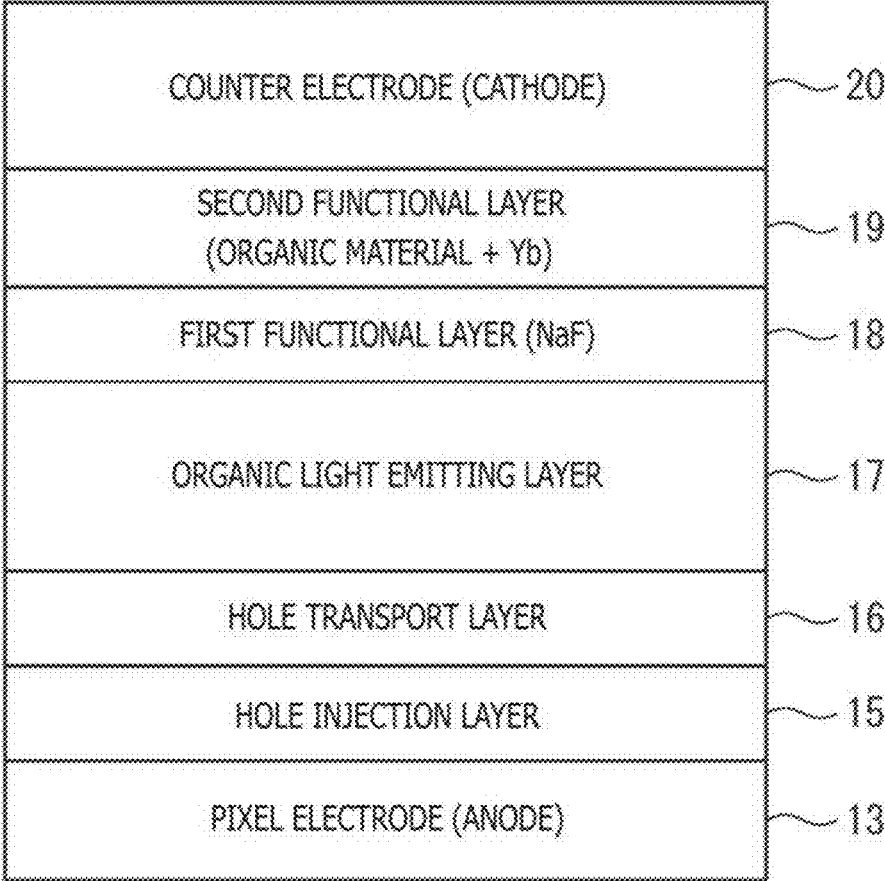 COUNTER ELECTRODE (CATHODE) 20
SECOND FUNCTIONAL LAYER
(ORGANIC MATERIAL + Yb) 19
FIRST FUNCTIONAL LAYER (NaF) 18
ORGANIC LIGHT EMITTING LAYER 17
HOLE TRANSPORT LAYER 16
HOLE INJECTION LAYER 15
PIXEL ELECTRODE (ANODE) 13